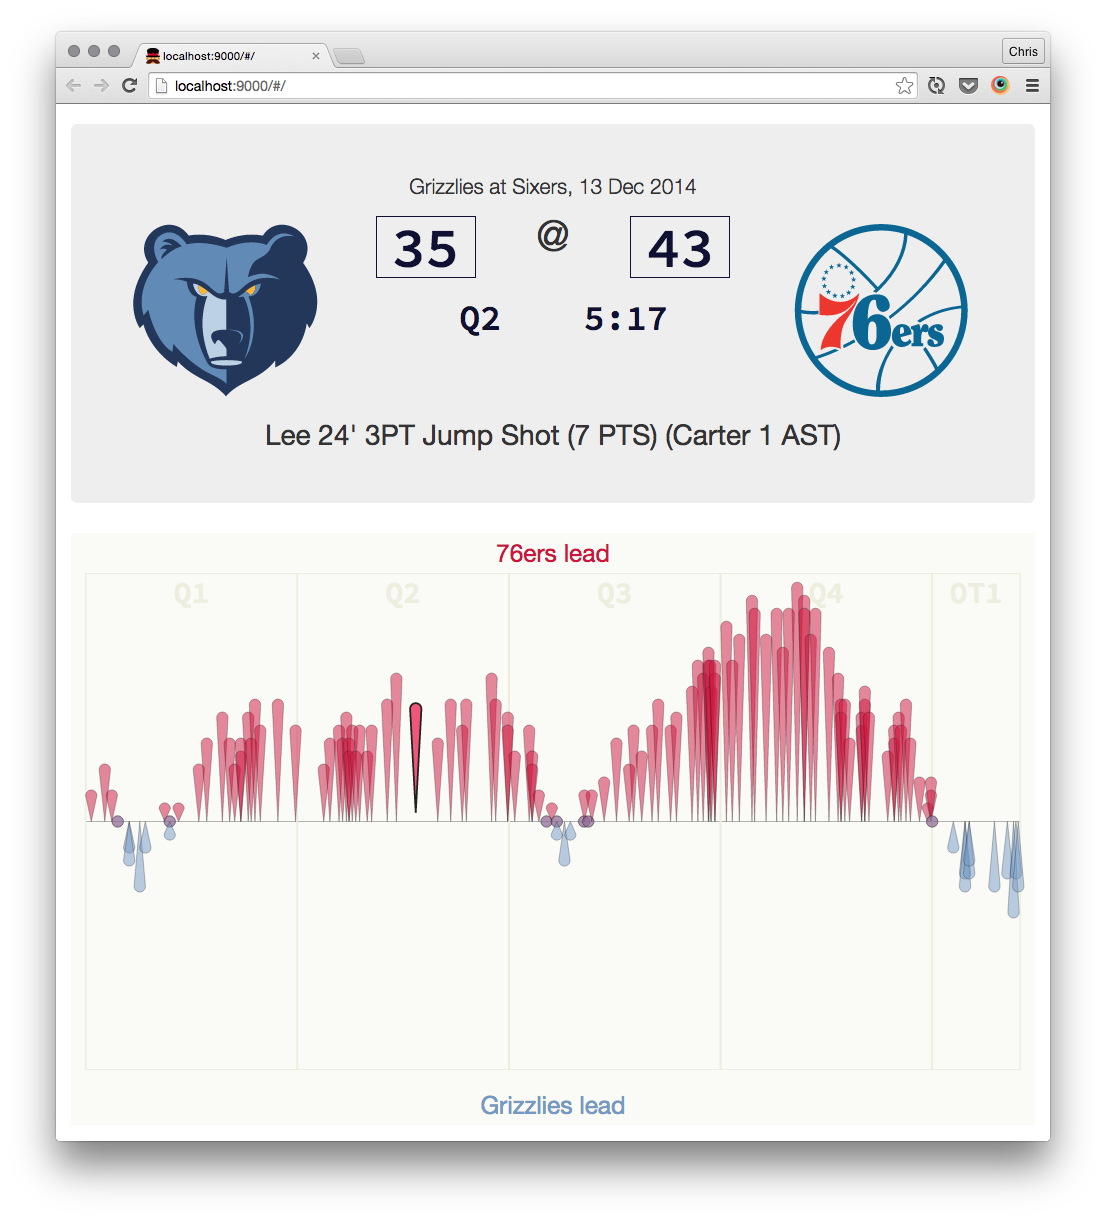 localhost:9000/#/
Chris
localhost:9000/#/
Grizzlies at Sixers, 13 Dec 2014
35 @ 43
Q2 5:17
76ers
Lee 24' 3PT Jump Shot (7 PTS) (Carter 1 AST)
76ers lead
Q1 Q2 Q3 Q4 OT1
Grizzlies lead